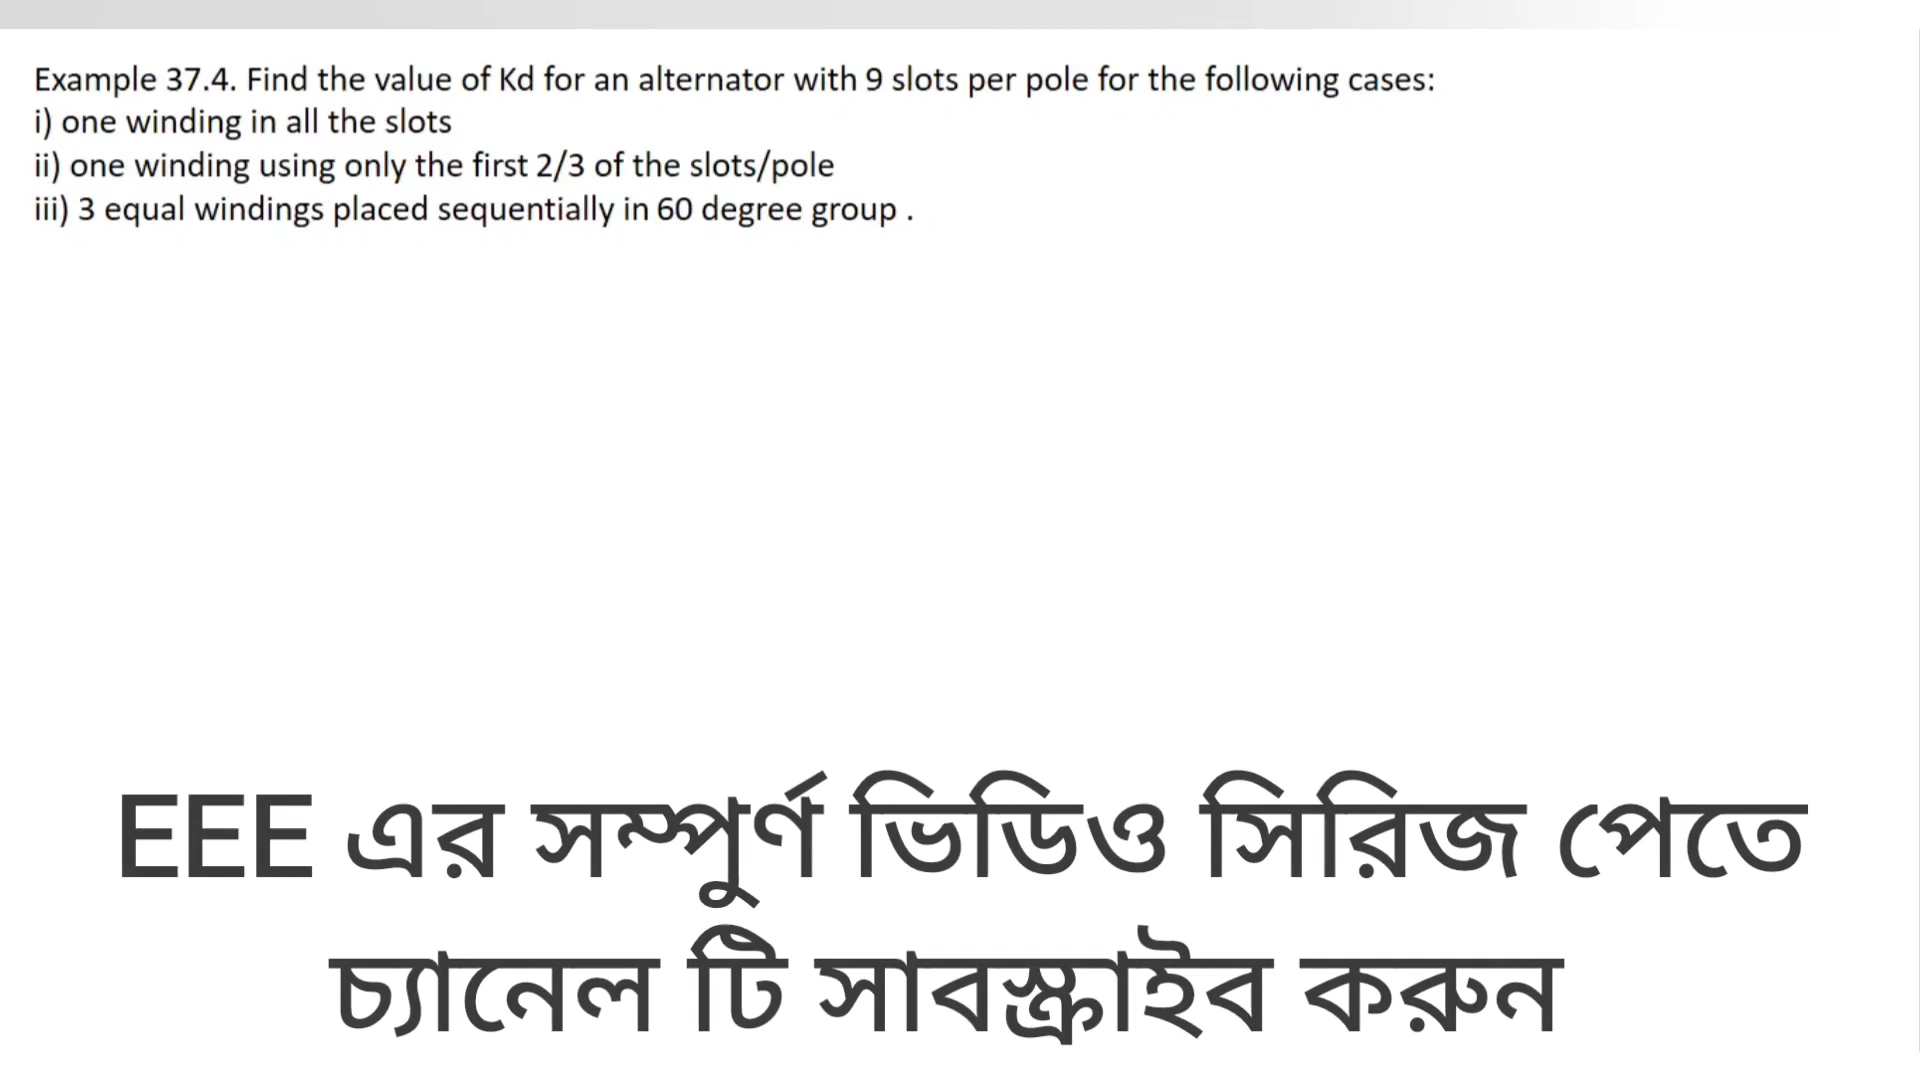 Example 37.4. Find the value of Kd for an alternator with 9 slots per pole for the following cases:
i) one winding in all the slots
ii) one winding using only the first 2/3 of the slots/pole
iii) 3 equal windings placed sequentially in 60 degree group .
EEE এর সম্পুর্ণ ভিডিও সিরিজ পেতে
চ্যানেল টি সাবস্ক্রাইব করুন